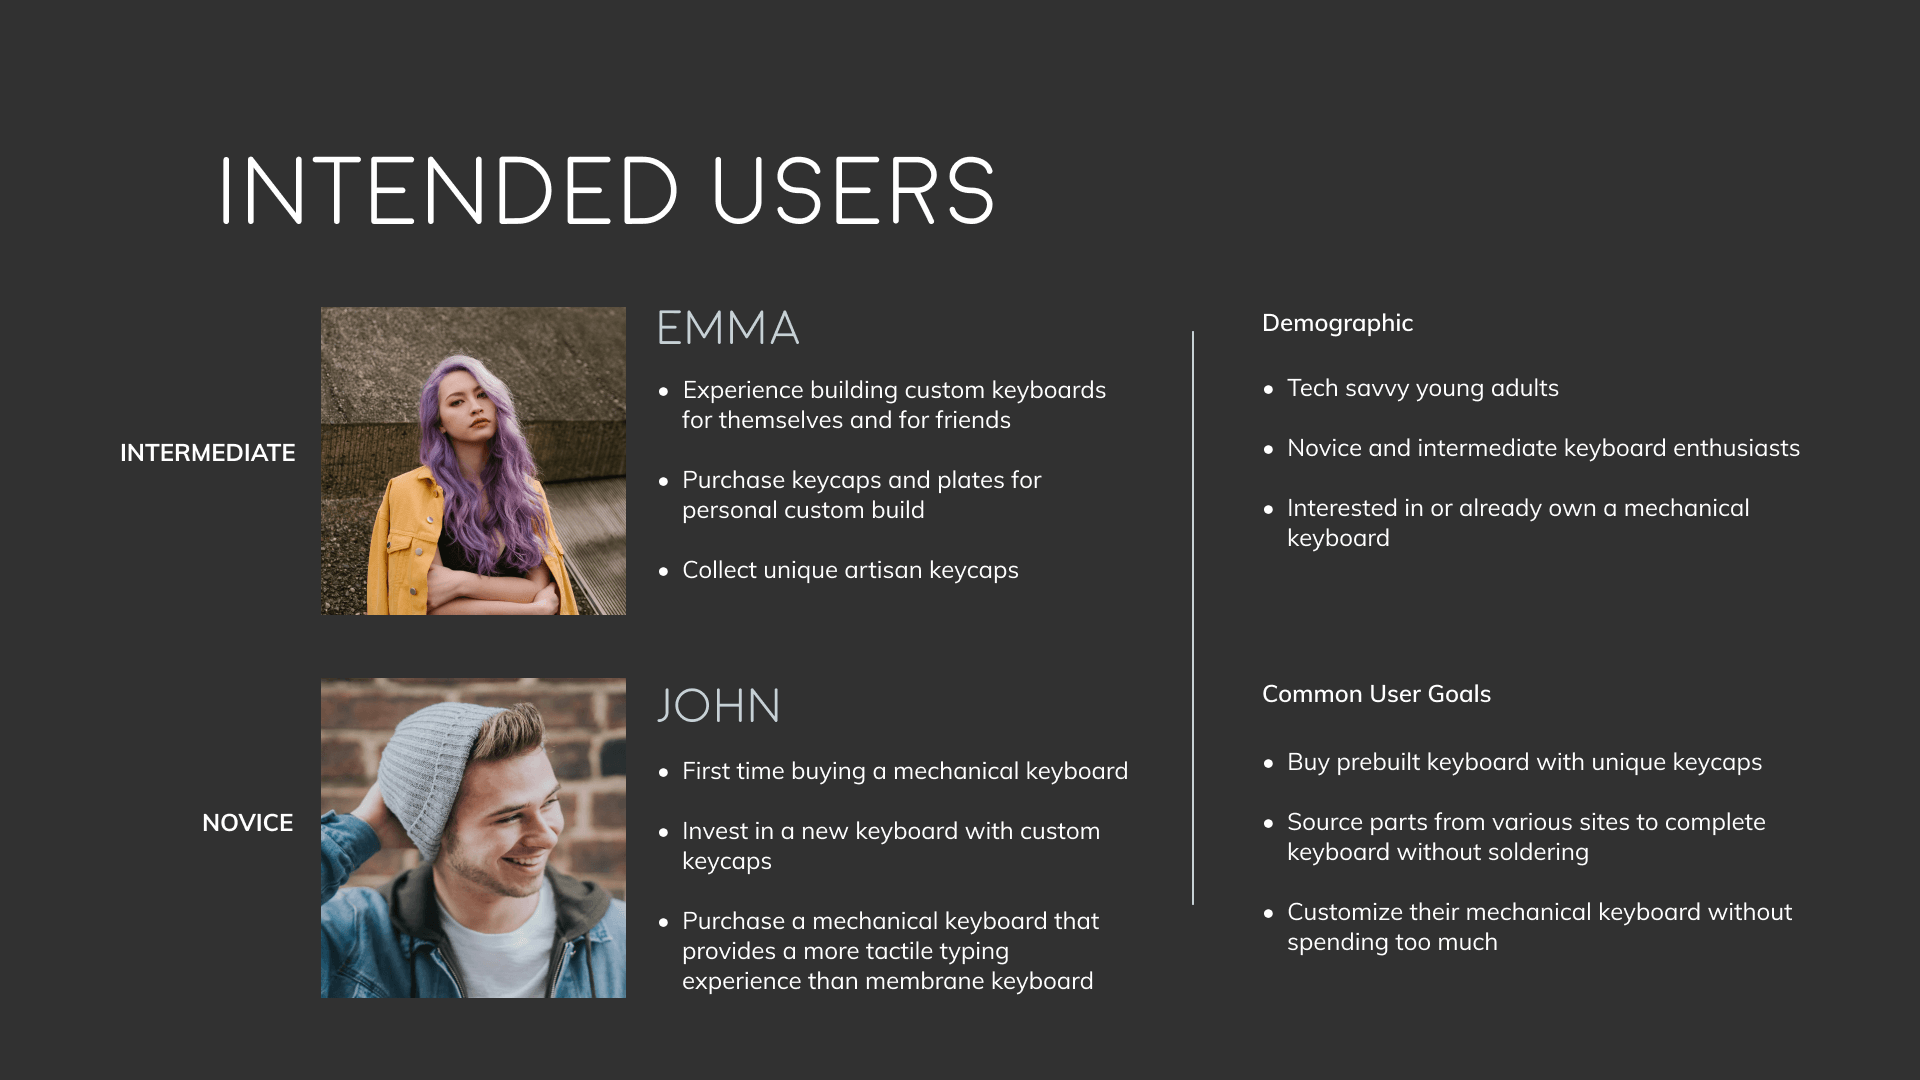 INTENDED USERS
INTERMEDIATE
EMMA
• Experience building custom keyboards
for themselves and for friends
• Purchase keycaps and plates for
personal custom build
• Collect unique artisan keycaps
NOVICE
JOHN
• First time buying a mechanical keyboard
• Invest in a new keyboard with custom
keycaps
• Purchase a mechanical keyboard that
provides a more tactile typing
experience than membrane keyboard
Demographic
• Tech savvy young adults
• Novice and intermediate keyboard enthusiasts
• Interested in or already own a mechanical
keyboard
Common User Goals
• Buy prebuilt keyboard with unique keycaps
• Source parts from various sites to complete
keyboard without soldering
• Customize their mechanical keyboard without
spending too much